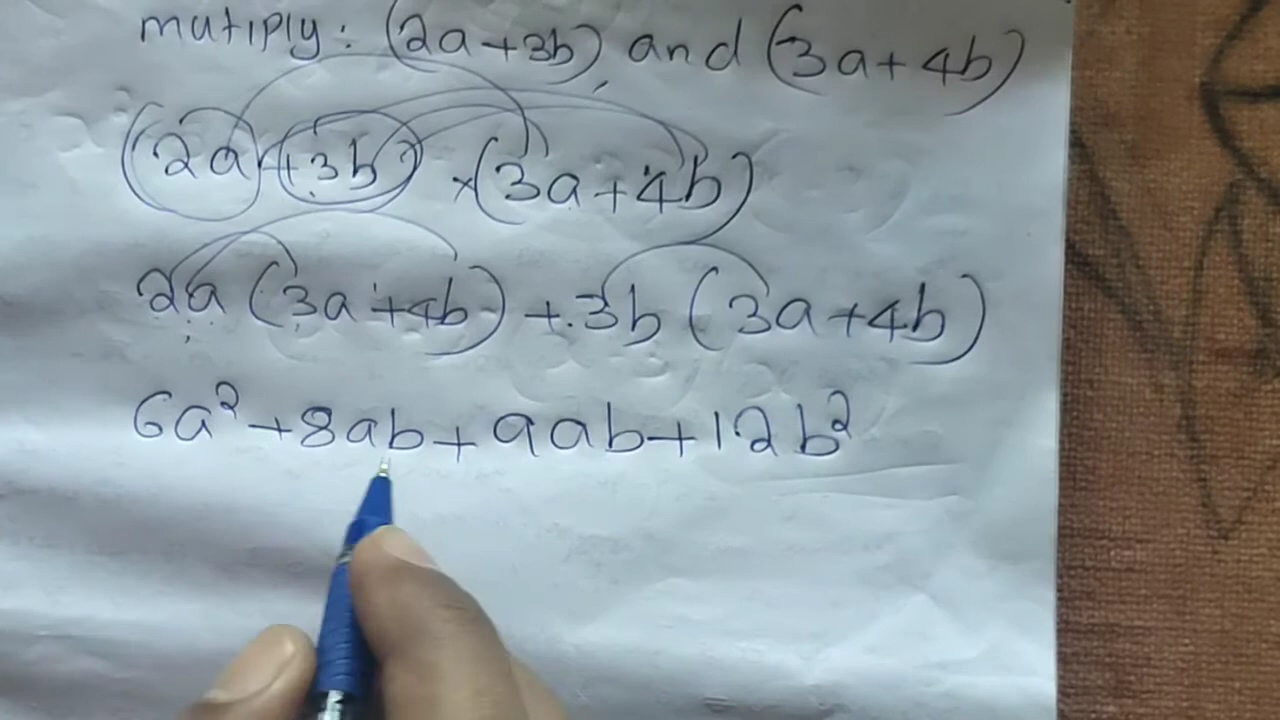 mutiply: (2a+3b), and (3a+4b)
(2a+3b) ×(3a+4b)
2a (3a+4b) +3b (3a+4b)
6a²+8ab+9ab+12b²